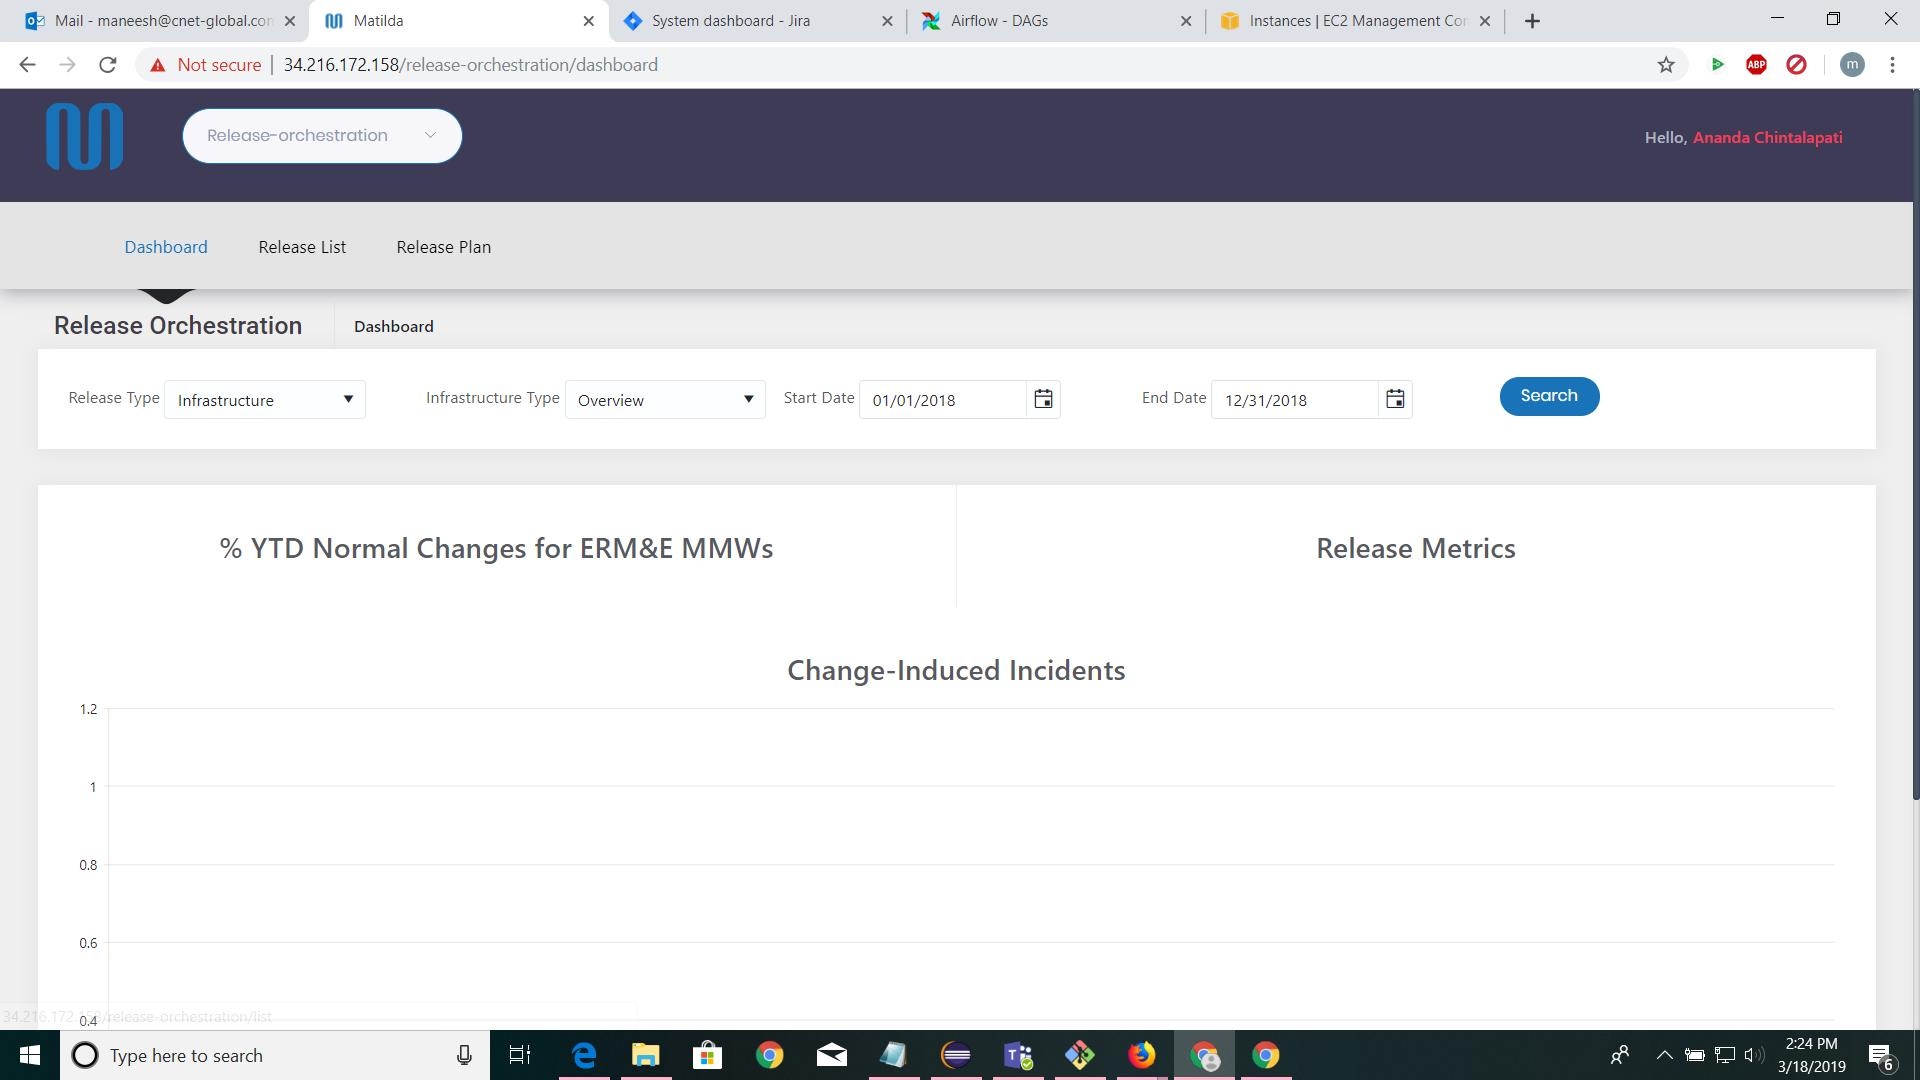 Mail - maneesh@cnet-global.con
Matilda
System dashboard - Jira
Airflow - DAGs
Instances | EC2 Management Con
Not secure
34.216.172.158/release-orchestration/dashboard
ABP
m
Release-orchestration
Hello, Ananda Chintalapati
Dashboard
Release List
Release Plan
Release Orchestration
Dashboard
Release Type
Infrastructure
Infrastructure Type
Overview
Start Date
01/01/2018
End Date
12/31/2018
Search
% YTD Normal Changes for ERM&E MMWs
Release Metrics
Change-Induced Incidents
1.2
1
0.8
0.6
0.4
34.216.172.158/release-orchestration/list
Type here to search
2:24 PM
3/18/2019
6